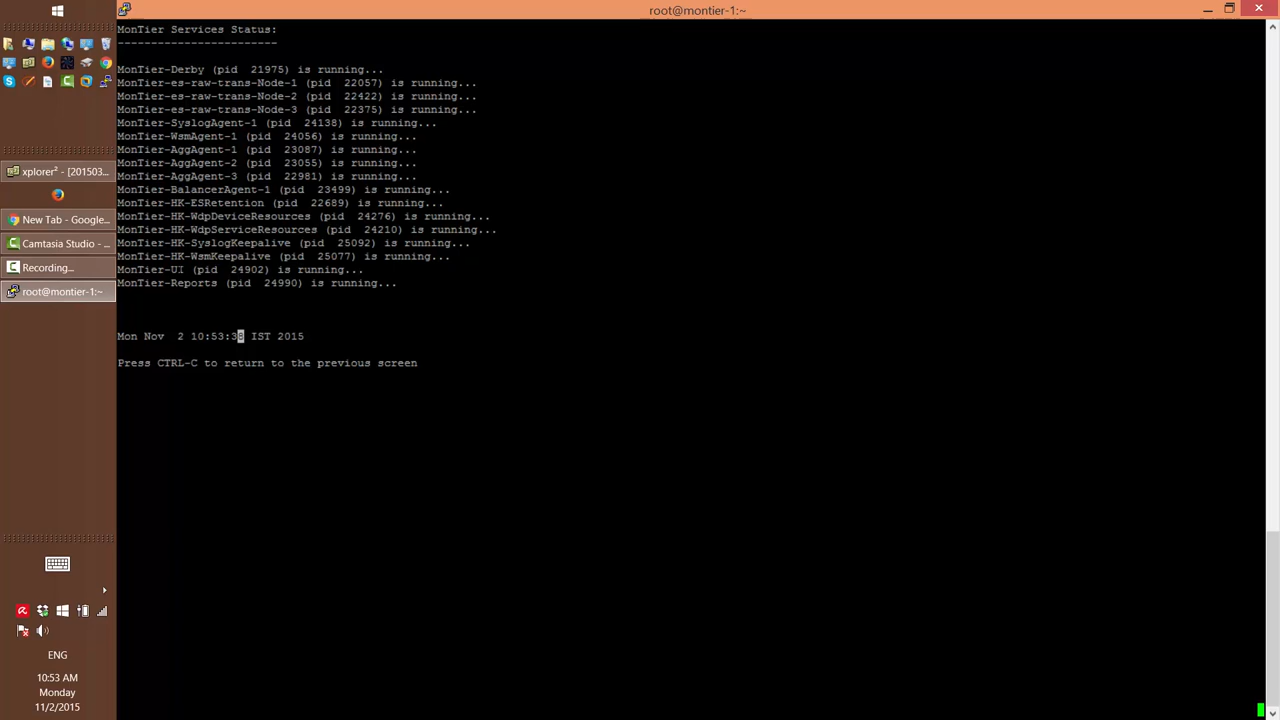 root@montier-1:~
MonTier Services Status:
------------------------
MonTier-Derby (pid  21975) is running...
MonTier-es-raw-trans-Node-1 (pid  22057) is running...
MonTier-es-raw-trans-Node-2 (pid  22422) is running...
MonTier-es-raw-trans-Node-3 (pid  22375) is running...
MonTier-SyslogAgent-1 (pid  24138) is running...
MonTier-WsmAgent-1 (pid  24056) is running...
MonTier-AggAgent-1 (pid  23087) is running...
MonTier-AggAgent-2 (pid  23055) is running...
MonTier-AggAgent-3 (pid  22981) is running...
MonTier-BalancerAgent-1 (pid  23499) is running...
MonTier-HK-ESRetention (pid  22689) is running...
MonTier-HK-WdpDeviceResources (pid  24276) is running...
MonTier-HK-WdpServiceResources (pid  24210) is running...
MonTier-HK-SyslogKeepalive (pid  25092) is running...
MonTier-HK-WsmKeepalive (pid  25077) is running...
MonTier-UI (pid  24902) is running...
MonTier-Reports (pid  24990) is running...
Mon Nov  2 10:53:38 IST 2015
Press CTRL-C to return to the previous screen
xplorer² - [201503...
New Tab - Google...
Camtasia Studio - ...
Recording...
root@montier-1:~
ENG
10:53 AM
Monday
11/2/2015